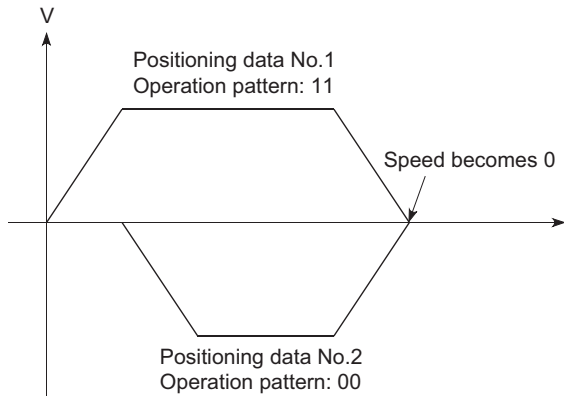 V
Positioning data No.1
Operation pattern: 11
Speed becomes 0
Positioning data No.2
Operation pattern: 00